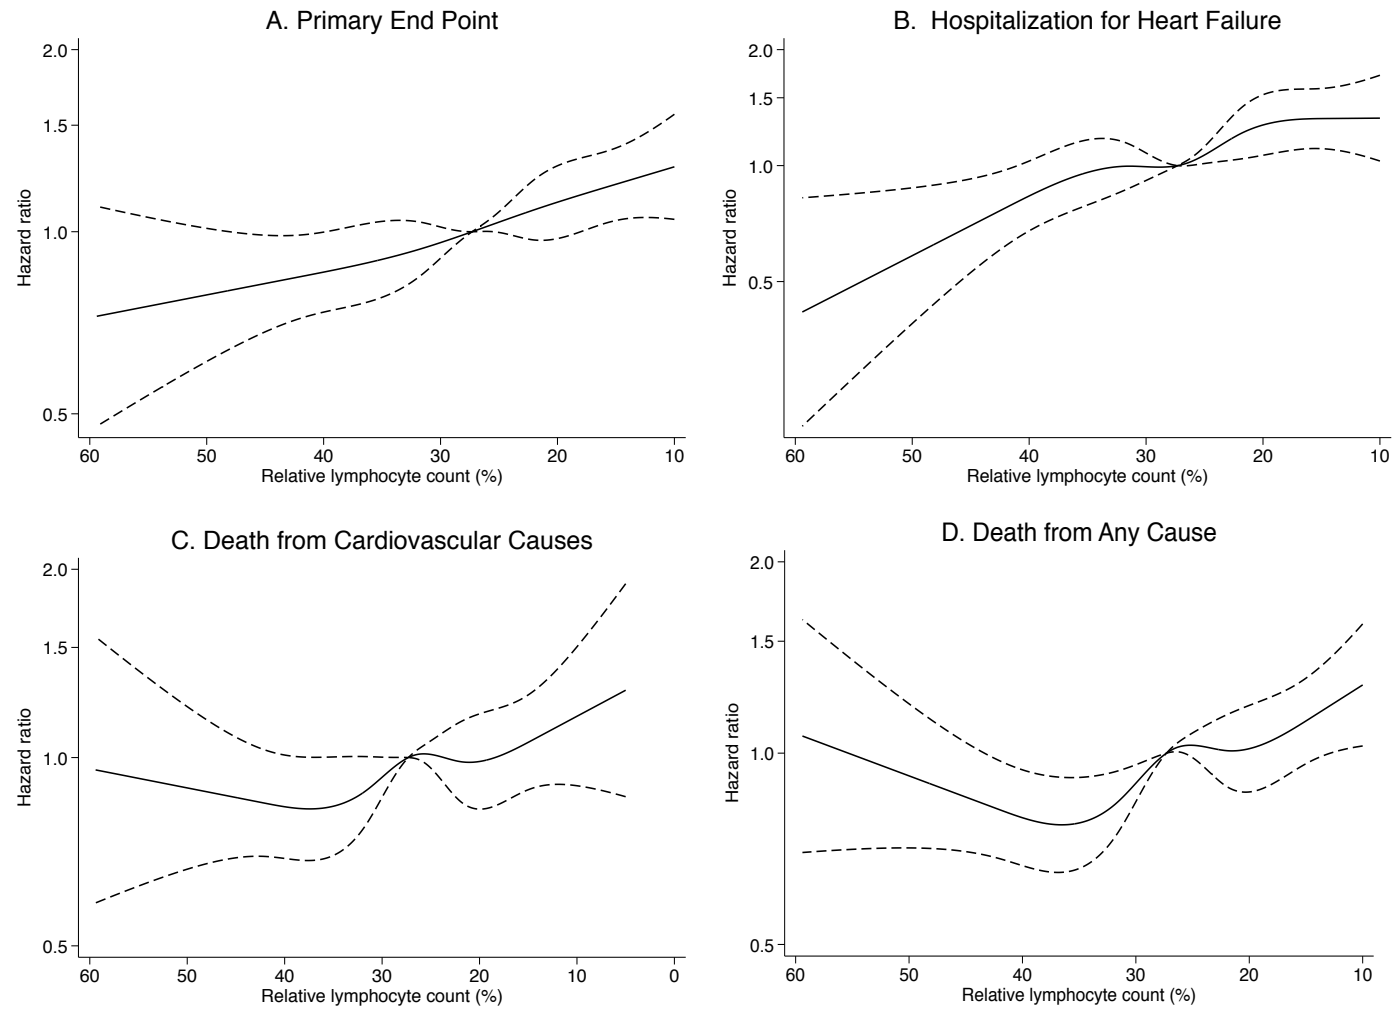 A. Primary End Point
2.0
1.5
1.0
0.5
Hazard ratio
60 50 40 30 20 10
Relative lymphocyte count (%)
B. Hospitalization for Heart Failure
2.0
1.5
1.0
0.5
Hazard ratio
60 50 40 30 20 10
Relative lymphocyte count (%)
C. Death from Cardiovascular Causes
2.0
1.5
1.0
0.5
Hazard ratio
60 50 40 30 20 10 0
Relative lymphocyte count (%)
D. Death from Any Cause
2.0
1.5
1.0
0.5
Hazard ratio
60 50 40 30 20 10
Relative lymphocyte count (%)